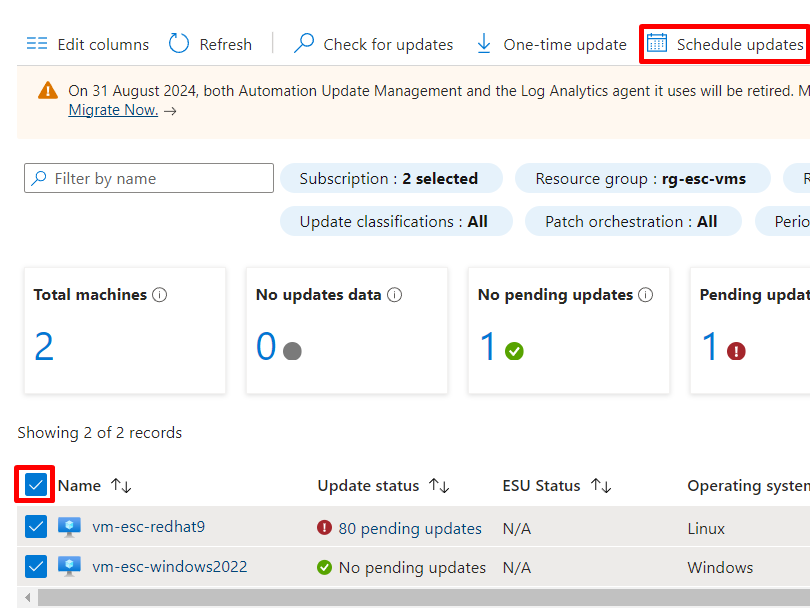 Edit columns Refresh Check for updates One-time update Schedule updates
On 31 August 2024, both Automation Update Management and the Log Analytics agent it uses will be retired. M
Migrate Now. →
Filter by name Subscription : 2 selected Resource group : rg-esc-vms R
Update classifications : All Patch orchestration : All Perio
Total machines No updates data No pending updates Pending updat
2 0 1 1
Showing 2 of 2 records
Name ↑↓ Update status ↑↓ ESU Status ↑↓ Operating system
vm-esc-redhat9 80 pending updates N/A Linux
vm-esc-windows2022 No pending updates N/A Windows